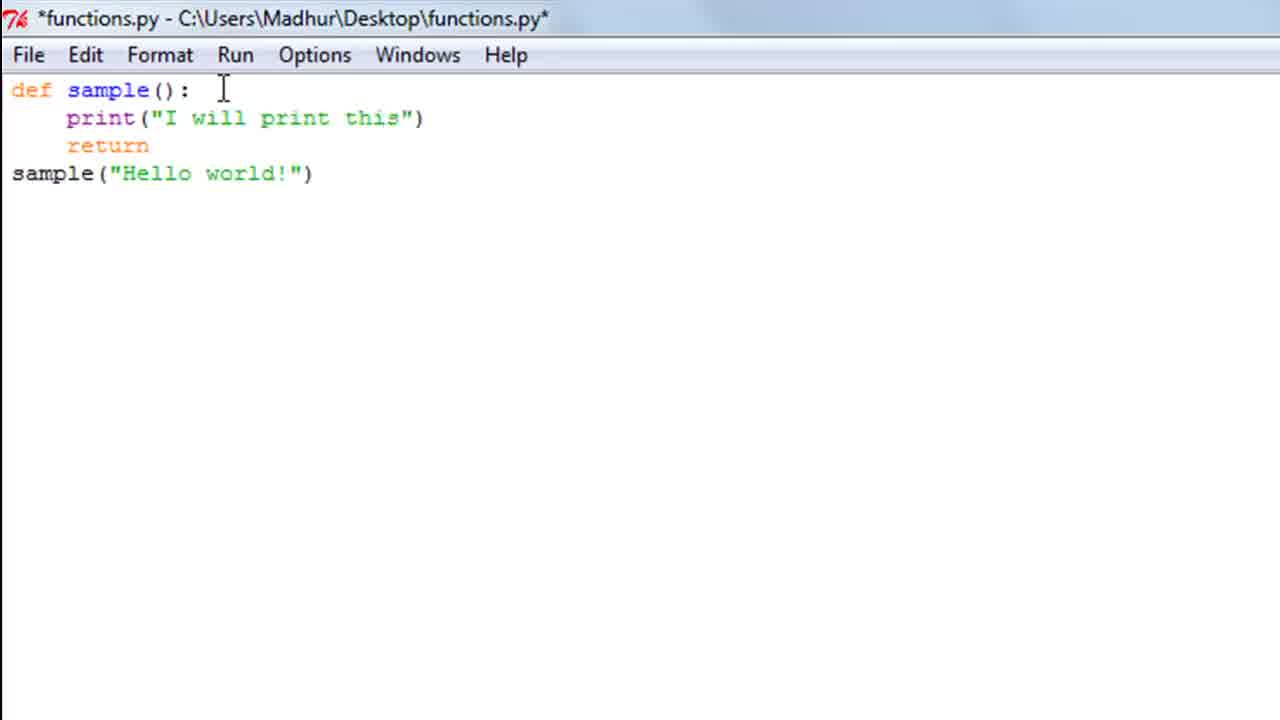 *functions.py - C:\Users\Madhur\Desktop\functions.py*
File Edit Format Run Options Windows Help
def sample():
    print("I will print this")
    return
sample("Hello world!")